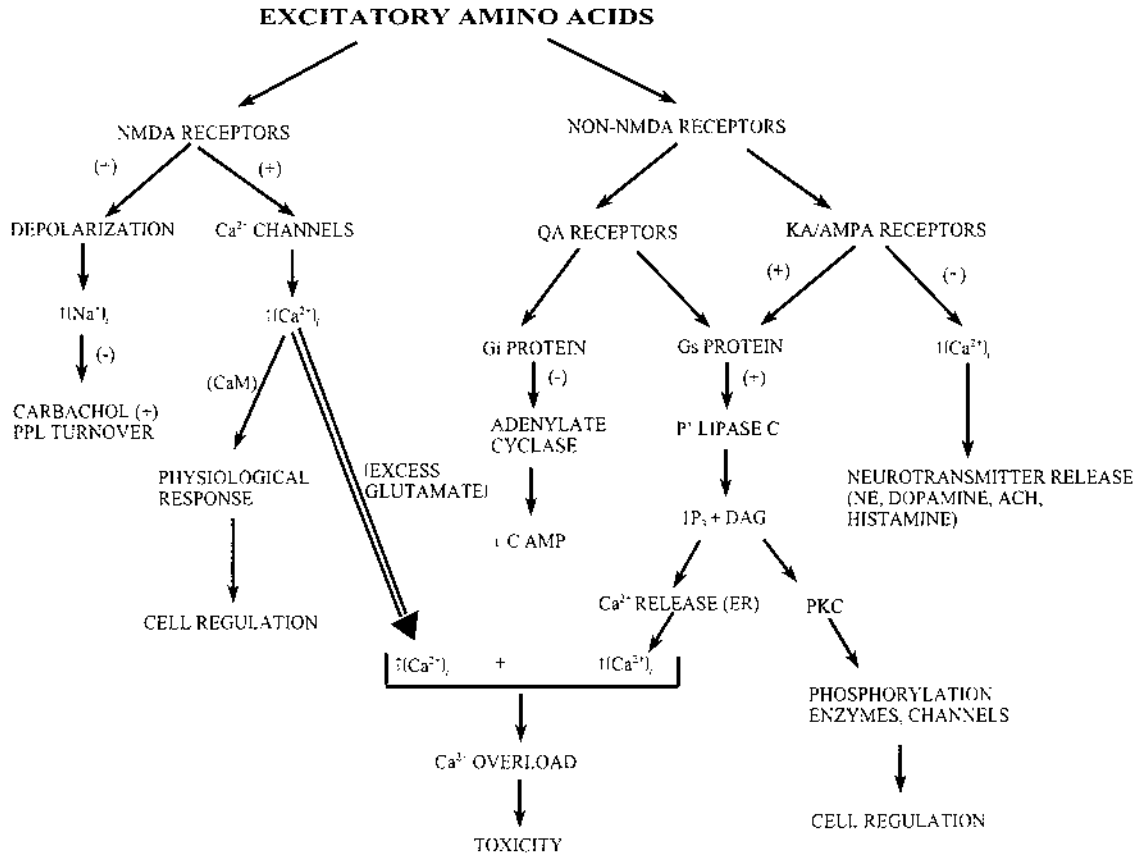 EXCITATORY AMINO ACIDS
NMDA RECEPTORS
NON-NMDA RECEPTORS
(+)
(+)
DEPOLARIZATION
Ca²⁺ CHANNELS
QA RECEPTORS
KA/AMPA RECEPTORS
(+)
↑(Na⁺)i
↑(Ca²⁺)i
Gi PROTEIN
Gs PROTEIN
↑(Ca²⁺)i
(-)
(-)
(+)
(CaM)
CARBACHOL (+)
PPL TURNOVER
ADENYLATE
CYCLASE
P' LIPASE C
PHYSIOLOGICAL
RESPONSE
[EXCESS
GLUTAMATE]
NEUROTRANSMITTER RELEASE
(NE, DOPAMINE, ACH,
HISTAMINE)
C AMP
IP₃ + DAG
CELL REGULATION
Ca²⁺ RELEASE (ER)
PKC
↑(Ca²⁺)i + ↑(Ca²⁺)i
PHOSPHORYLATION
ENZYMES, CHANNELS
Ca²⁺ OVERLOAD
TOXICITY
CELL REGULATION